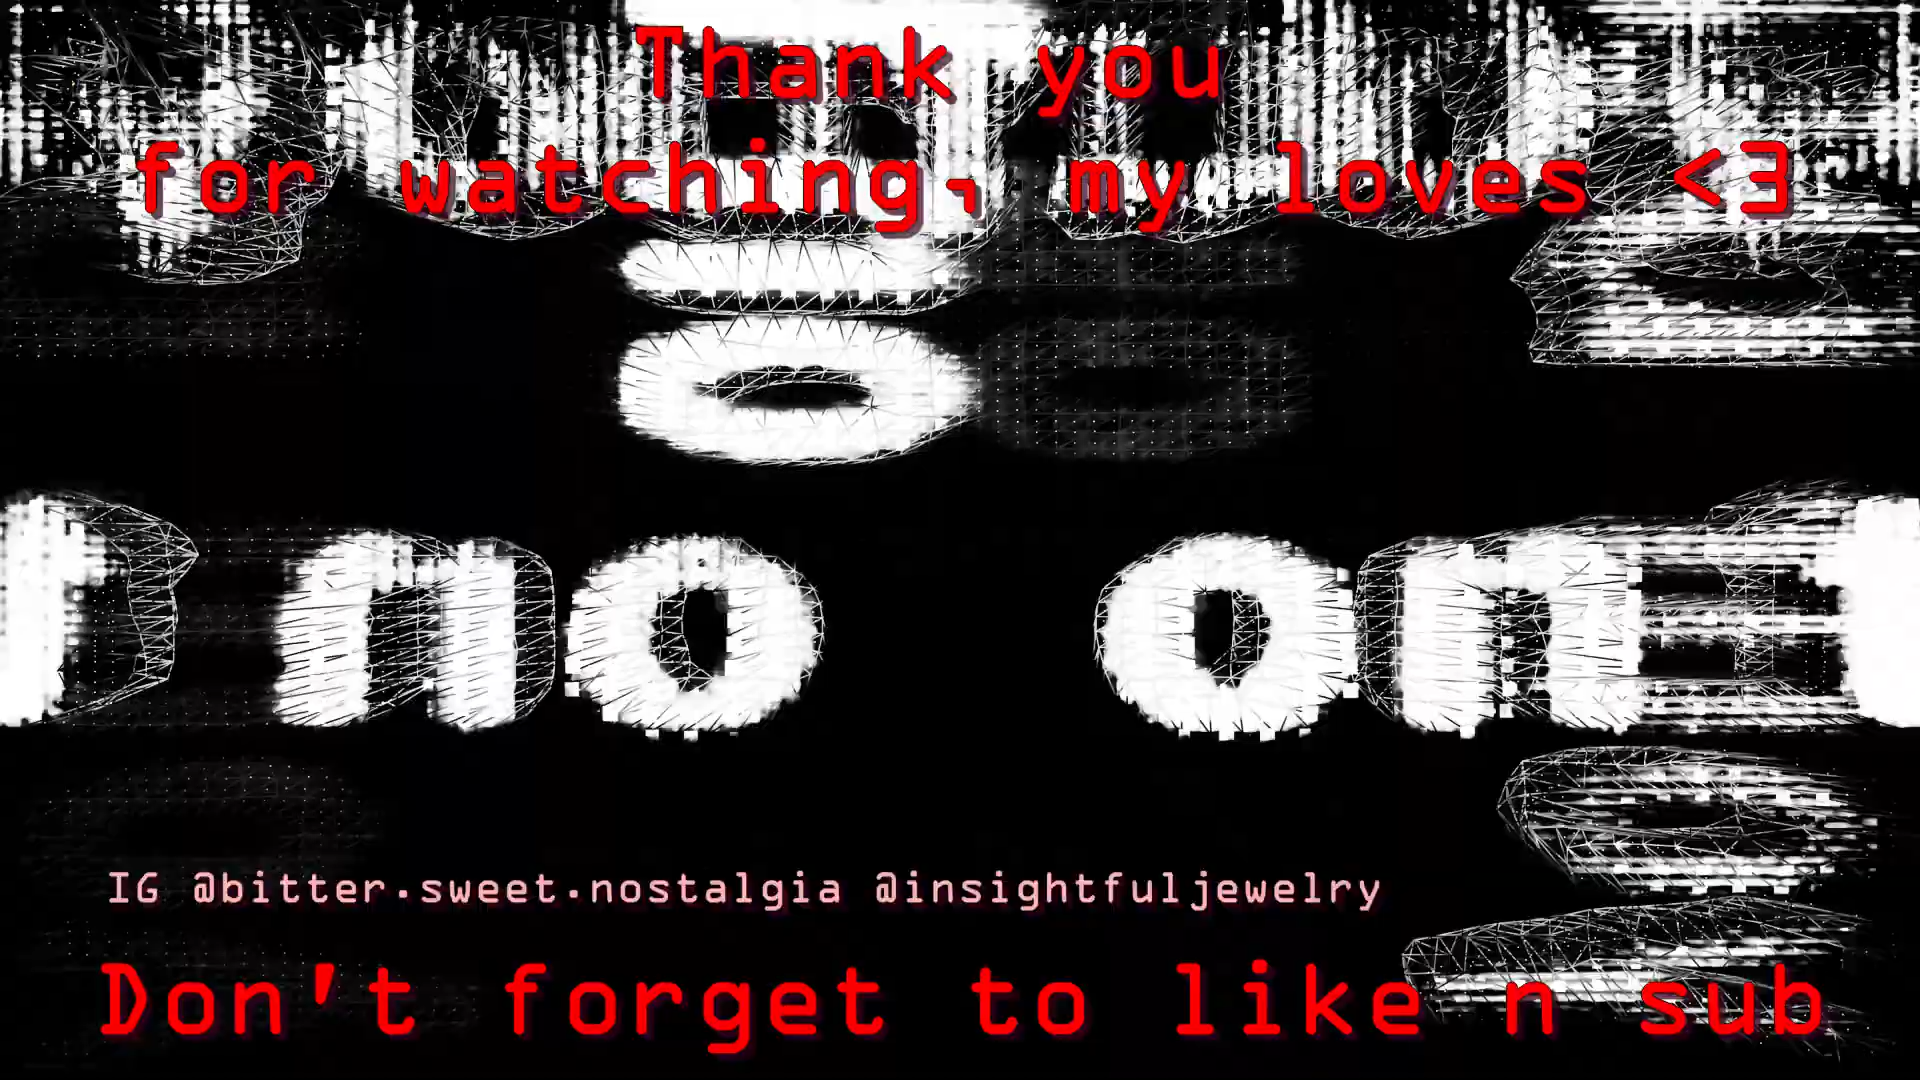 Thank you
for watching, my loves <3
no one
IG @bitter.sweet.nostalgia @insightfuljewelry
Don't forget to like n sub